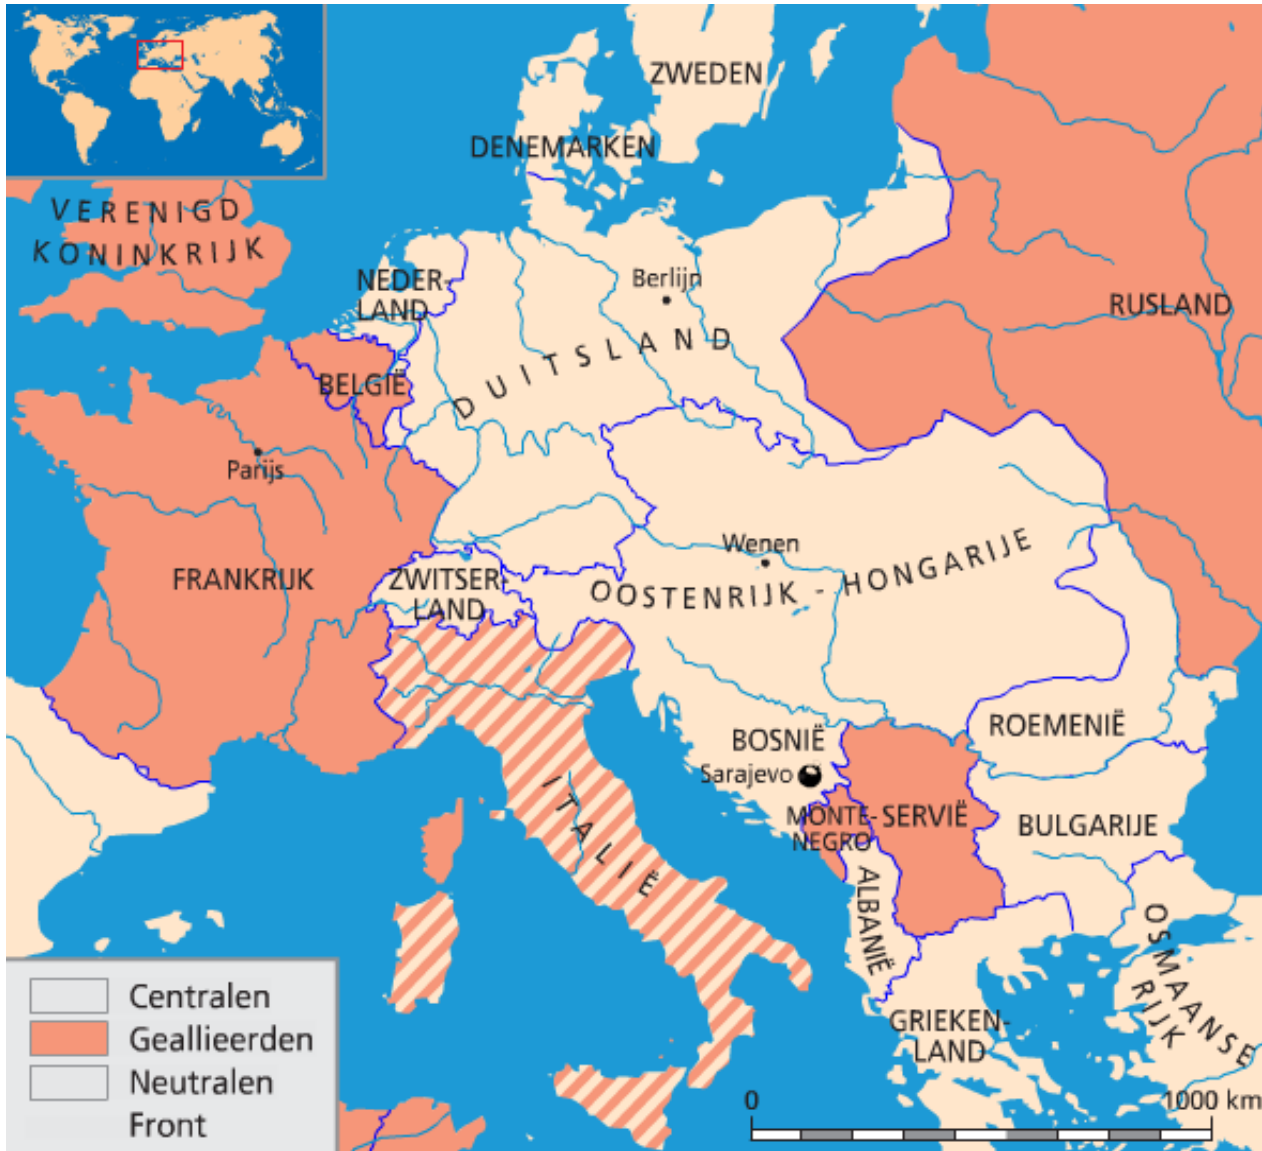 ZWEDEN
DENEMARKEN
VERENIGD
KONINKRIJK
NEDER-
LAND
Berlijn
RUSLAND
DUITSLAND
BELGIË
Parijs
Wenen
FRANKRIJK
ZWITSER-
LAND
OOSTENRIJK - HONGARIJE
ROEMENIË
BOSNIË
Sarajevo
MONTE-
NEGRO
SERVIË
BULGARIJE
ITALIË
ALBANIË
OSMAANSE
RIJK
GRIEKEN-
LAND
Centralen
Geallieerden
Neutralen
Front
0 1000 km